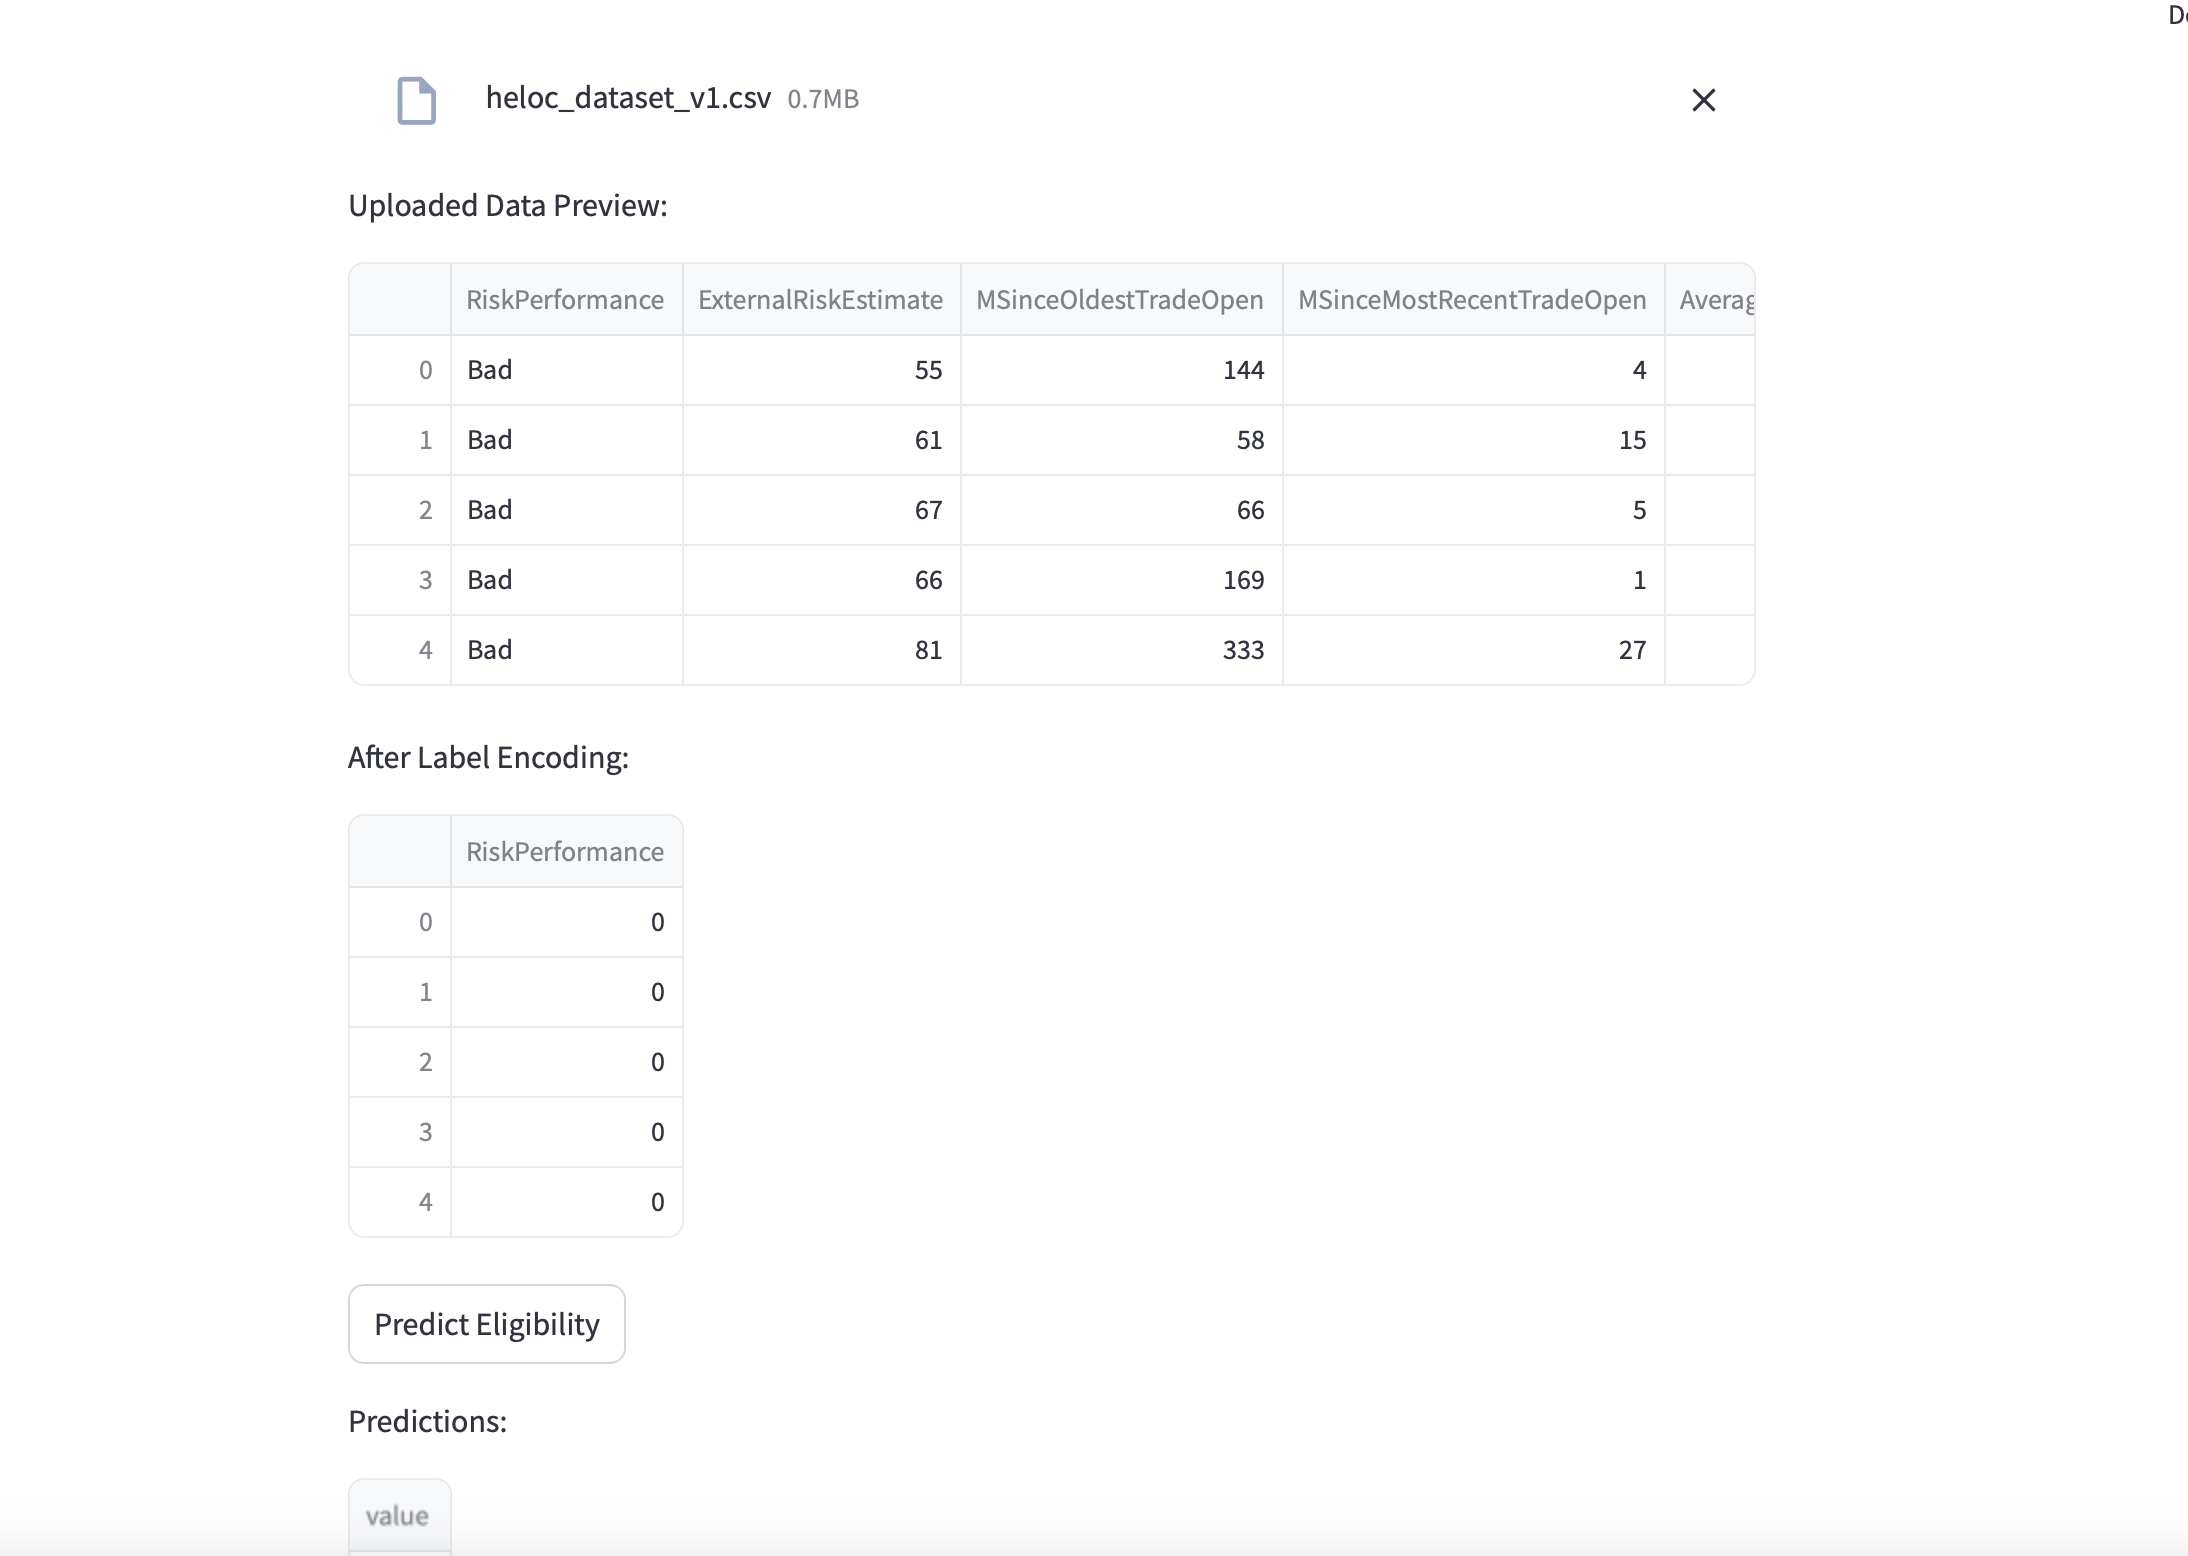 heloc_dataset_v1.csv 0.7MB
Uploaded Data Preview:
RiskPerformance ExternalRiskEstimate MSinceOldestTradeOpen MSinceMostRecentTradeOpen
0 Bad 55 144 4
1 Bad 61 58 15
2 Bad 67 66 5
3 Bad 66 169 1
4 Bad 81 333 27
After Label Encoding:
RiskPerformance
0 0
1 0
2 0
3 0
4 0
Predict Eligibility
Predictions:
value